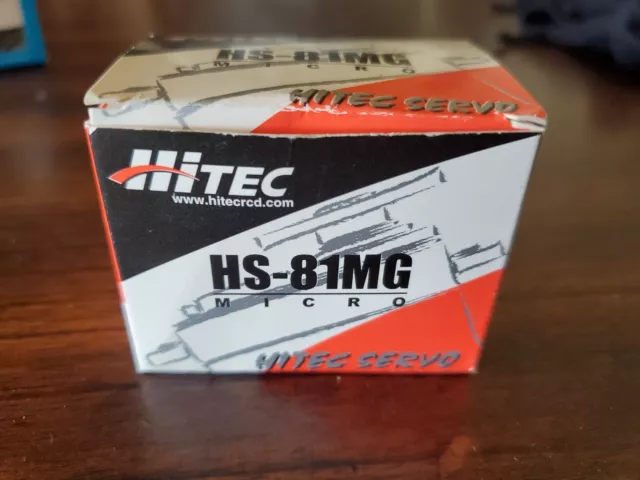 HS-81MG
MICRO
HITEC SERVO
HiTEC
www.hitecrcd.com
HS-81MG
MICRO
HITEC SERVO